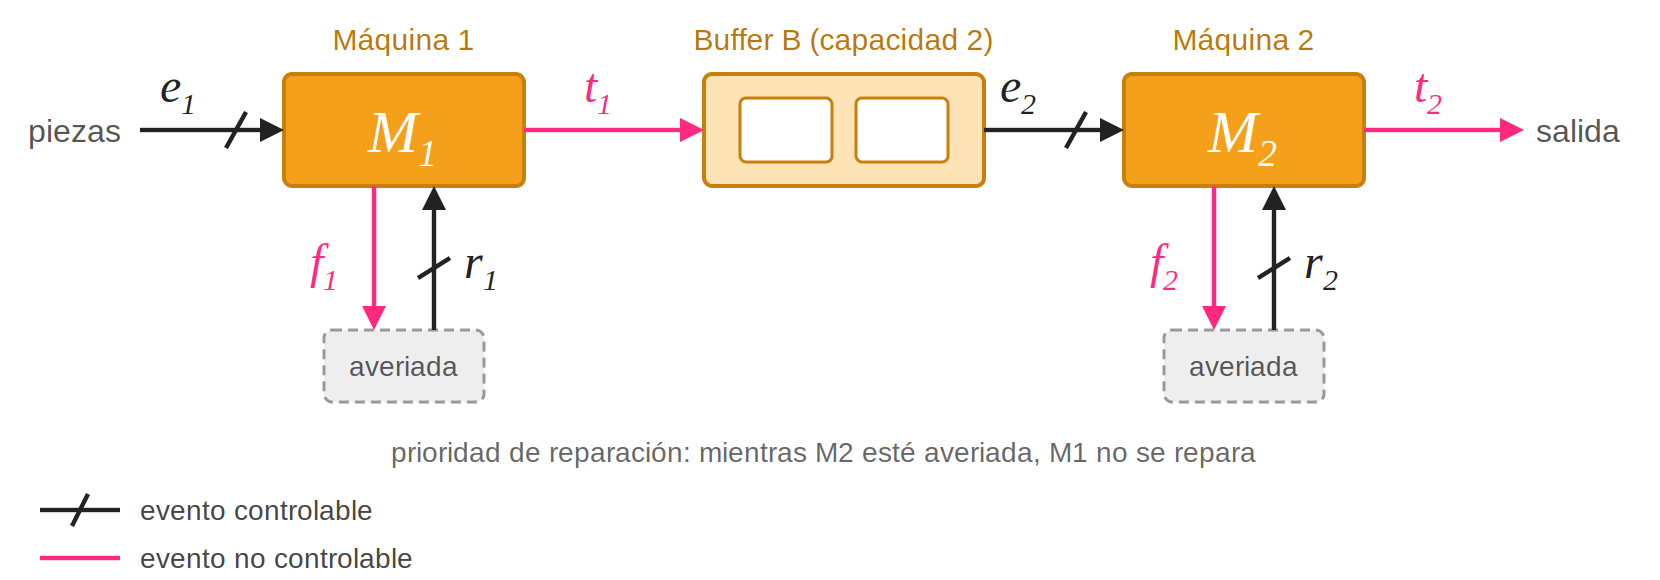 Máquina 1
Buffer B (capacidad 2)
Máquina 2
e1
t1
e2
t2
piezas
M1
M2
salida
f1
r1
f2
r2
averiada
averiada
prioridad de reparación: mientras M2 esté averiada, M1 no se repara
evento controlable
evento no controlable